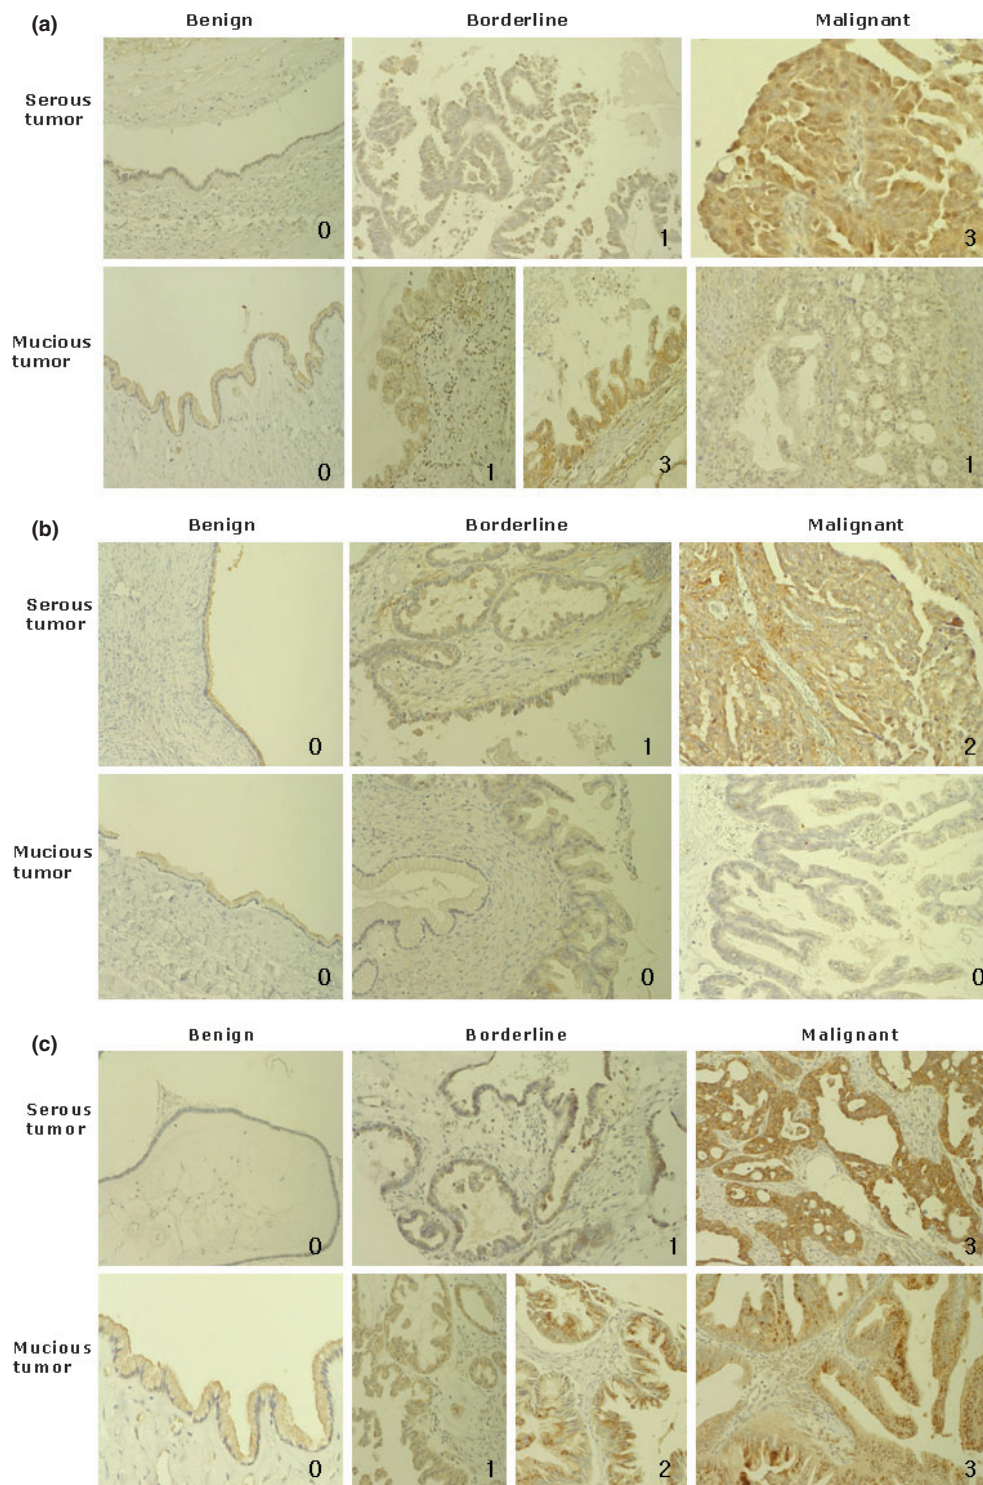 (a)
Benign Borderline Malignant
Serous
tumor
0 1 3
Mucious
tumor
0 1 3 1
(b)
Benign Borderline Malignant
Serous
tumor
0 1 2
Mucious
tumor
0 0 0
(c)
Benign Borderline Malignant
Serous
tumor
0 1 3
Mucious
tumor
0 1 2 3